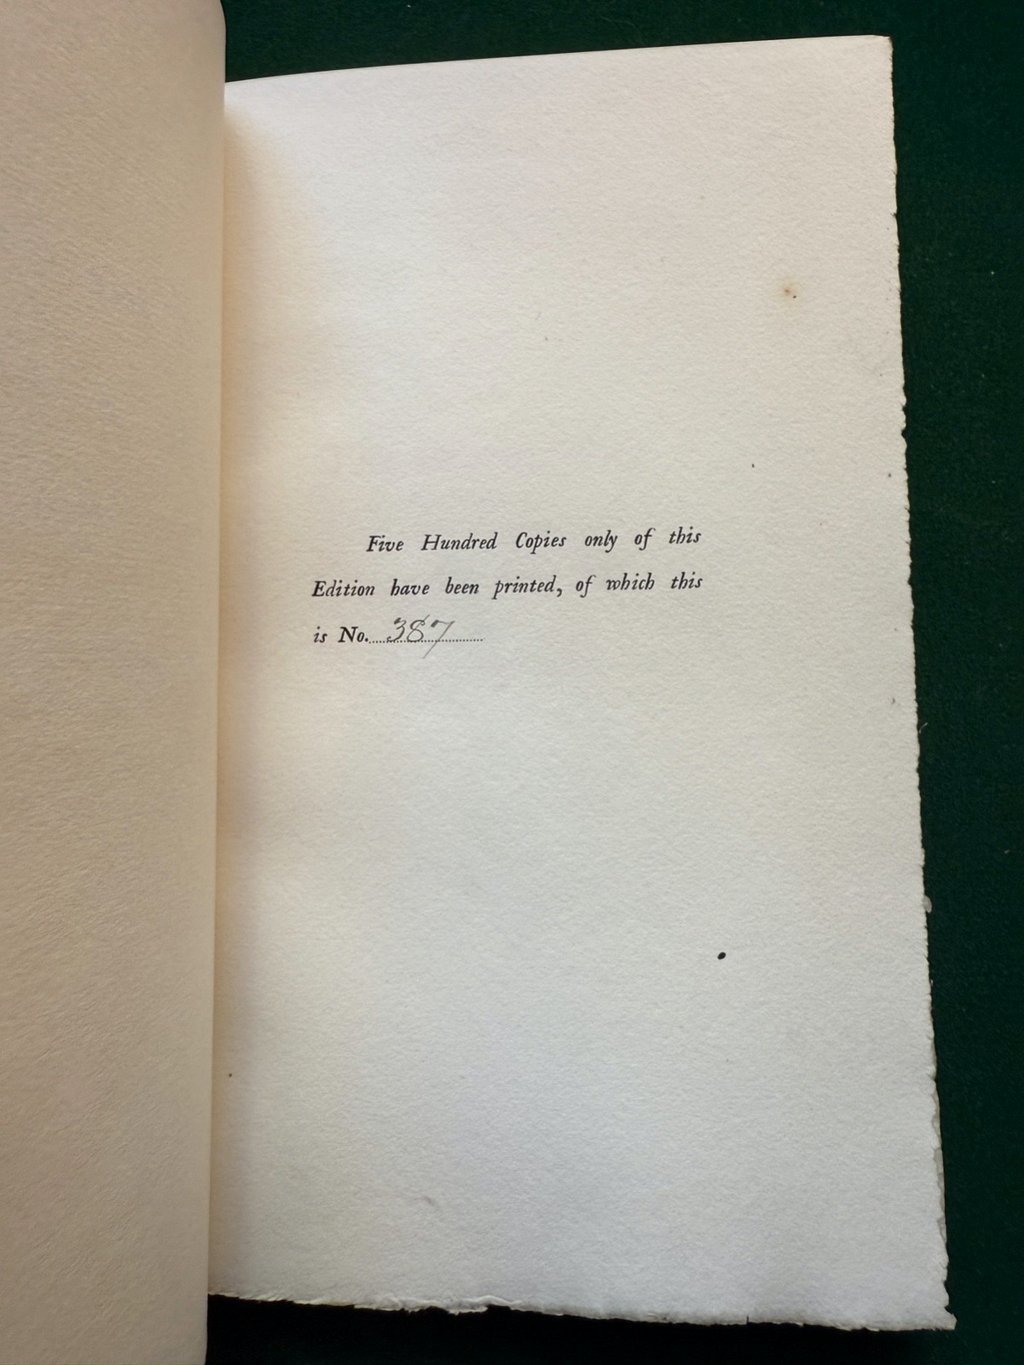 Five Hundred Copies only of this
Edition have been printed, of which this
is No. 387